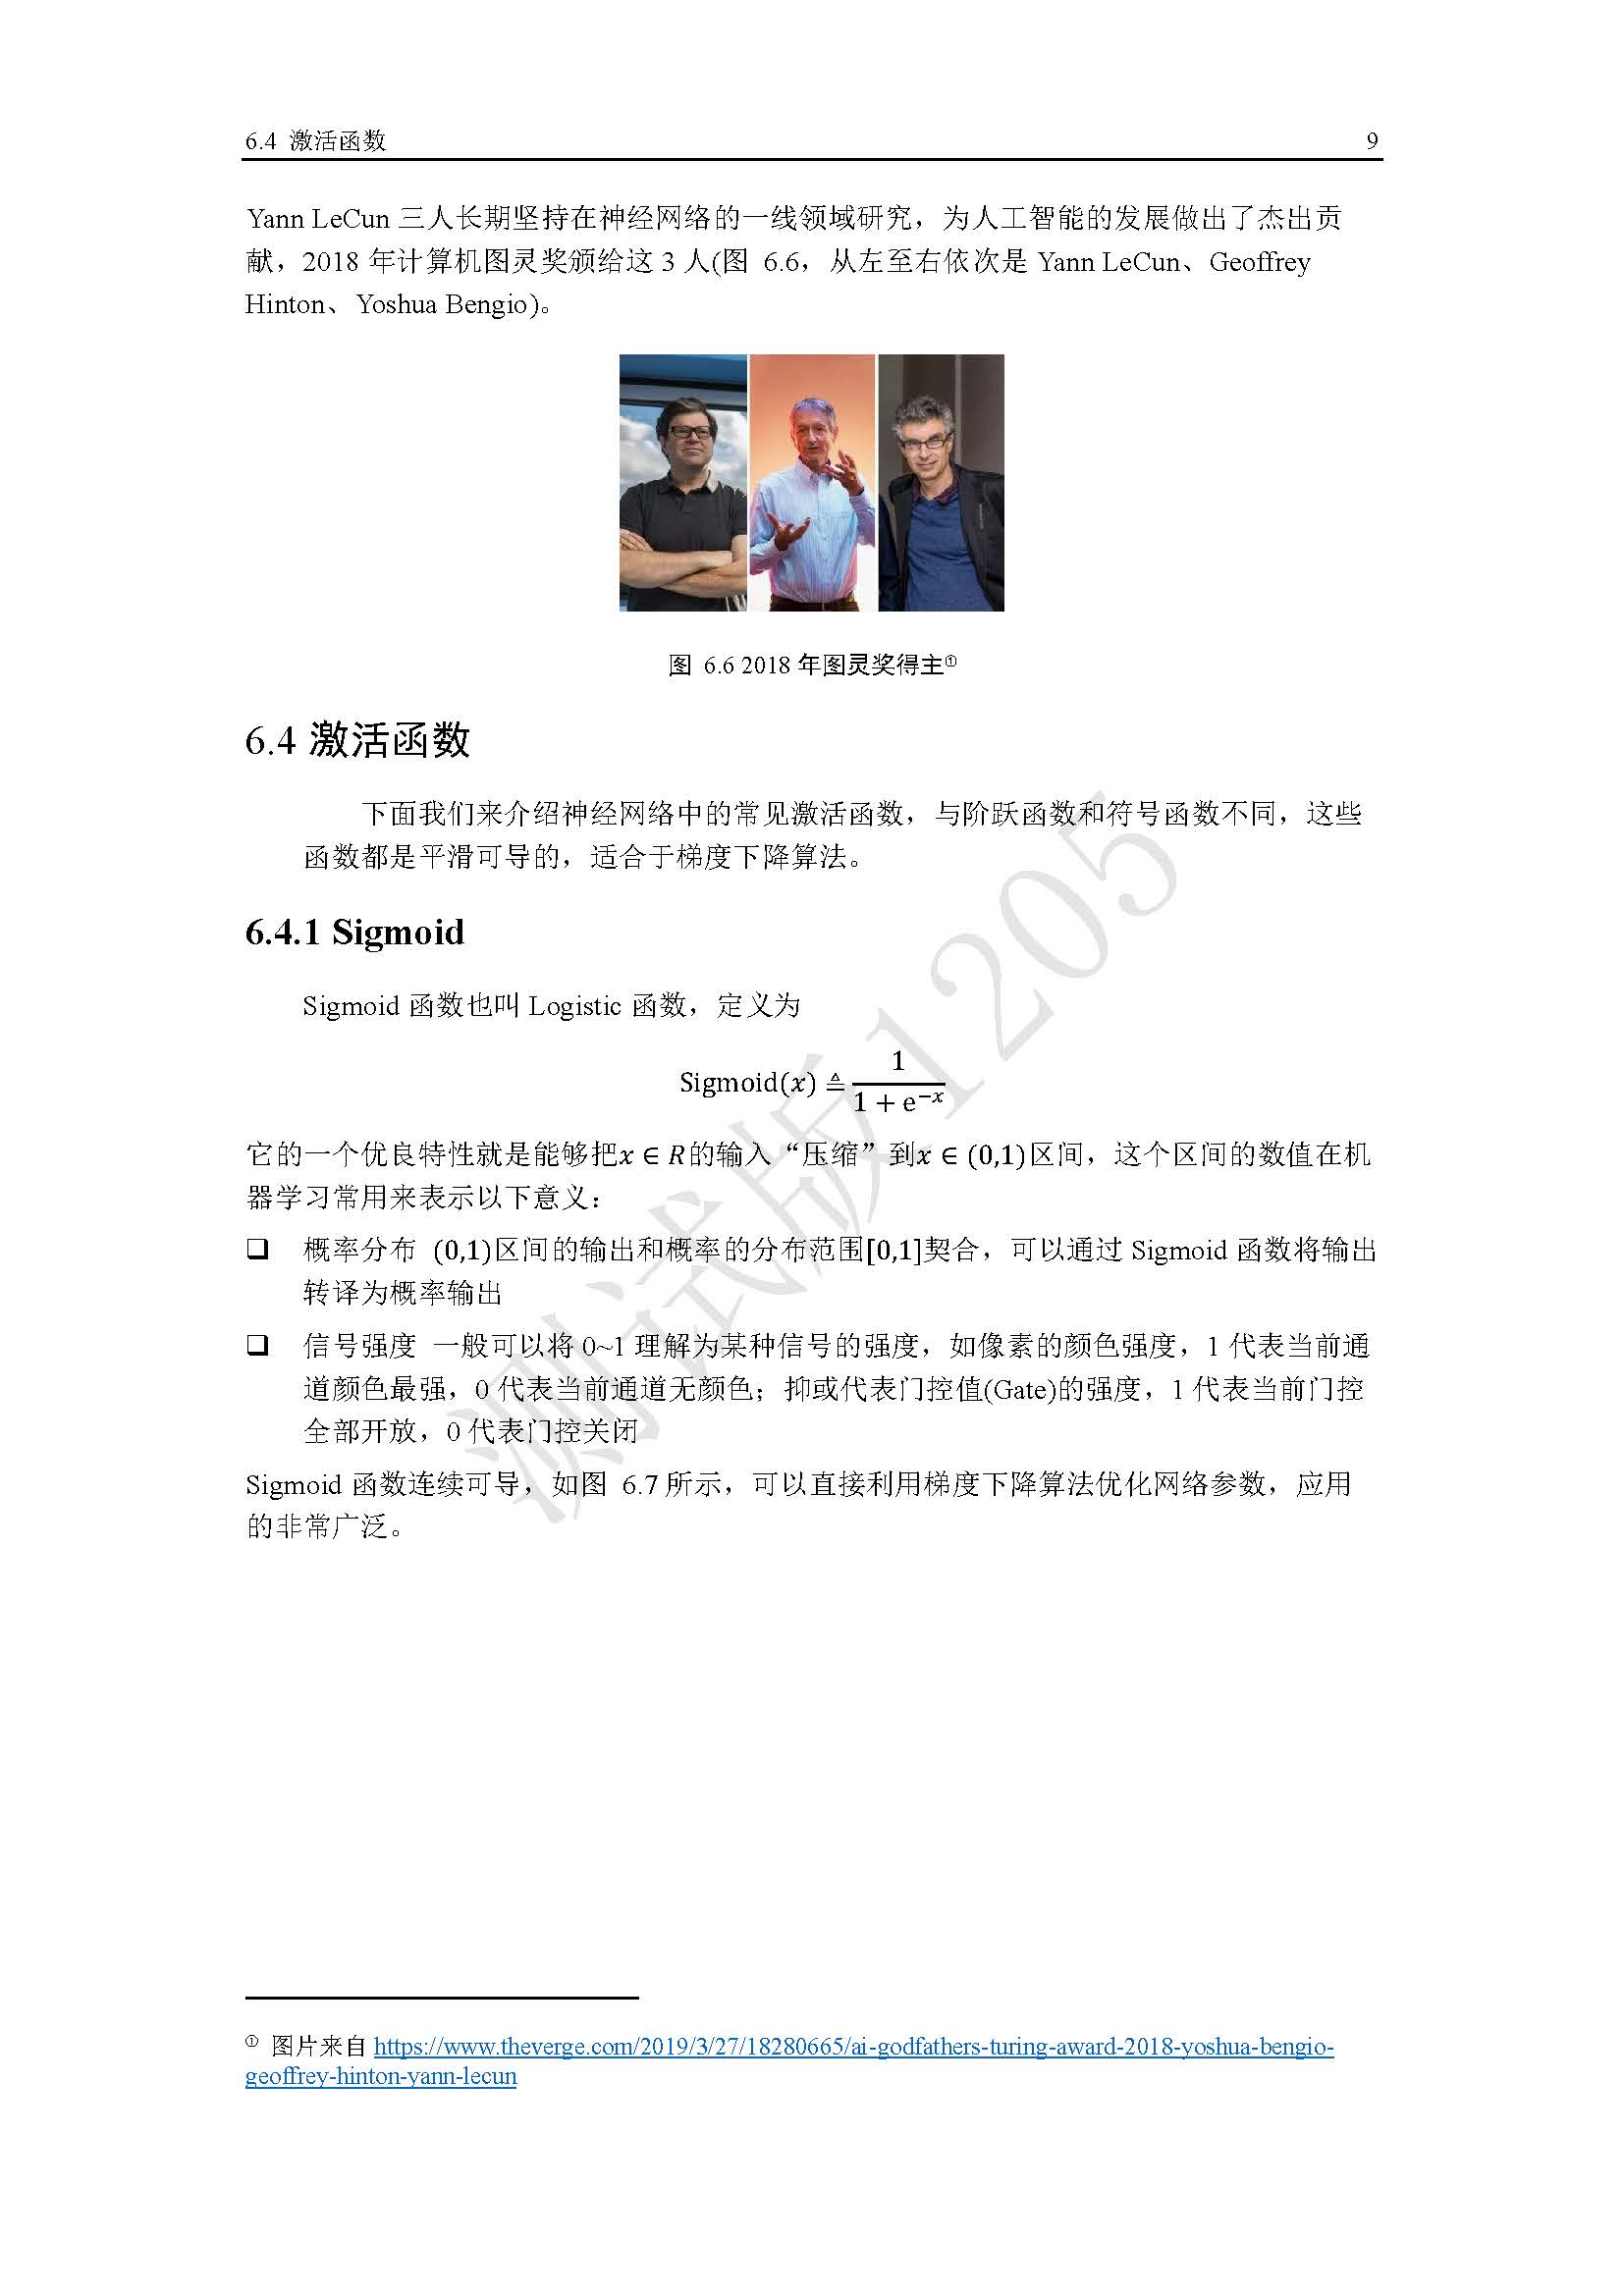 6.4 激活函数 9
Yann LeCun 三人长期坚持在神经网络的一线领域研究，为人工智能的发展做出了杰出贡
献，2018 年计算机图灵奖颁给这 3 人(图 6.6，从左至右依次是 Yann LeCun、Geoffrey
Hinton、Yoshua Bengio)。
图 6.6 2018 年图灵奖得主①
6.4 激活函数
下面我们来介绍神经网络中的常见激活函数，与阶跃函数和符号函数不同，这些
函数都是平滑可导的，适合于梯度下降算法。
6.4.1 Sigmoid
Sigmoid 函数也叫 Logistic 函数，定义为
Sigmoid(x) ≜ 1 / (1 + e^−x)
它的一个优良特性就是能够把x ∈ R的输入“压缩”到x ∈ (0,1)区间，这个区间的数值在机
器学习常用来表示以下意义：
❑ 概率分布 (0,1)区间的输出和概率的分布范围[0,1]契合，可以通过 Sigmoid 函数将输出
转译为概率输出
❑ 信号强度 一般可以将 0~1 理解为某种信号的强度，如像素的颜色强度，1 代表当前通
道颜色最强，0 代表当前通道无颜色；抑或代表门控值(Gate)的强度，1 代表当前门控
全部开放，0 代表门控关闭
Sigmoid 函数连续可导，如图 6.7 所示，可以直接利用梯度下降算法优化网络参数，应用
的非常广泛。
测试版1205
① 图片来自 https://www.theverge.com/2019/3/27/18280665/ai-godfathers-turing-award-2018-yoshua-bengio-
geoffrey-hinton-yann-lecun